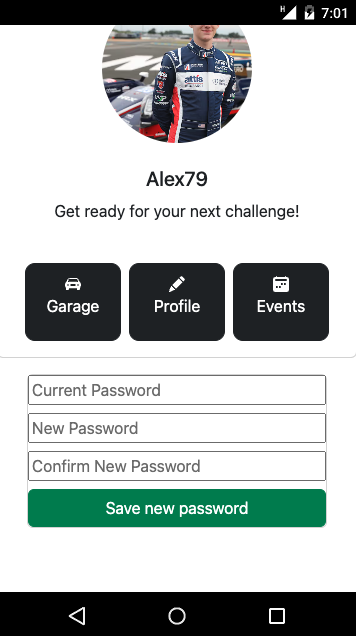 H 7:01
attis
Alex79
Get ready for your next challenge!
Garage Profile Events
Current Password
New Password
Confirm New Password
Save new password